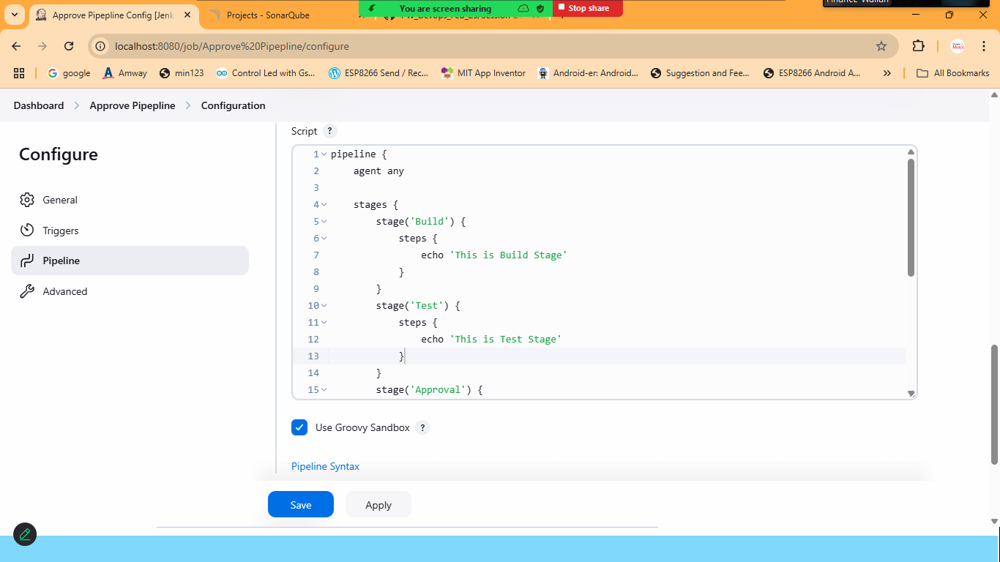 Approve Pipepline Config [Jenk
Projects - SonarQube
You are screen sharing
Stop share
localhost:8080/job/Approve%20Pipepline/configure
google
Amway
min123
Control Led with Gs...
ESP8266 Send / Rec...
MIT App Inventor
Android-er: Android...
Suggestion and Fee...
ESP8266 Android A...
»
All Bookmarks
Dashboard
Approve Pipepline
Configuration
Configure
General
Triggers
Pipeline
Advanced
Script ?
1 pipeline {
2     agent any
3
4     stages {
5         stage('Build') {
6             steps {
7                 echo 'This is Build Stage'
8             }
9         }
10         stage('Test') {
11             steps {
12                 echo 'This is Test Stage'
13             }
14         }
15         stage('Approval') {
Use Groovy Sandbox ?
Pipeline Syntax
Save
Apply